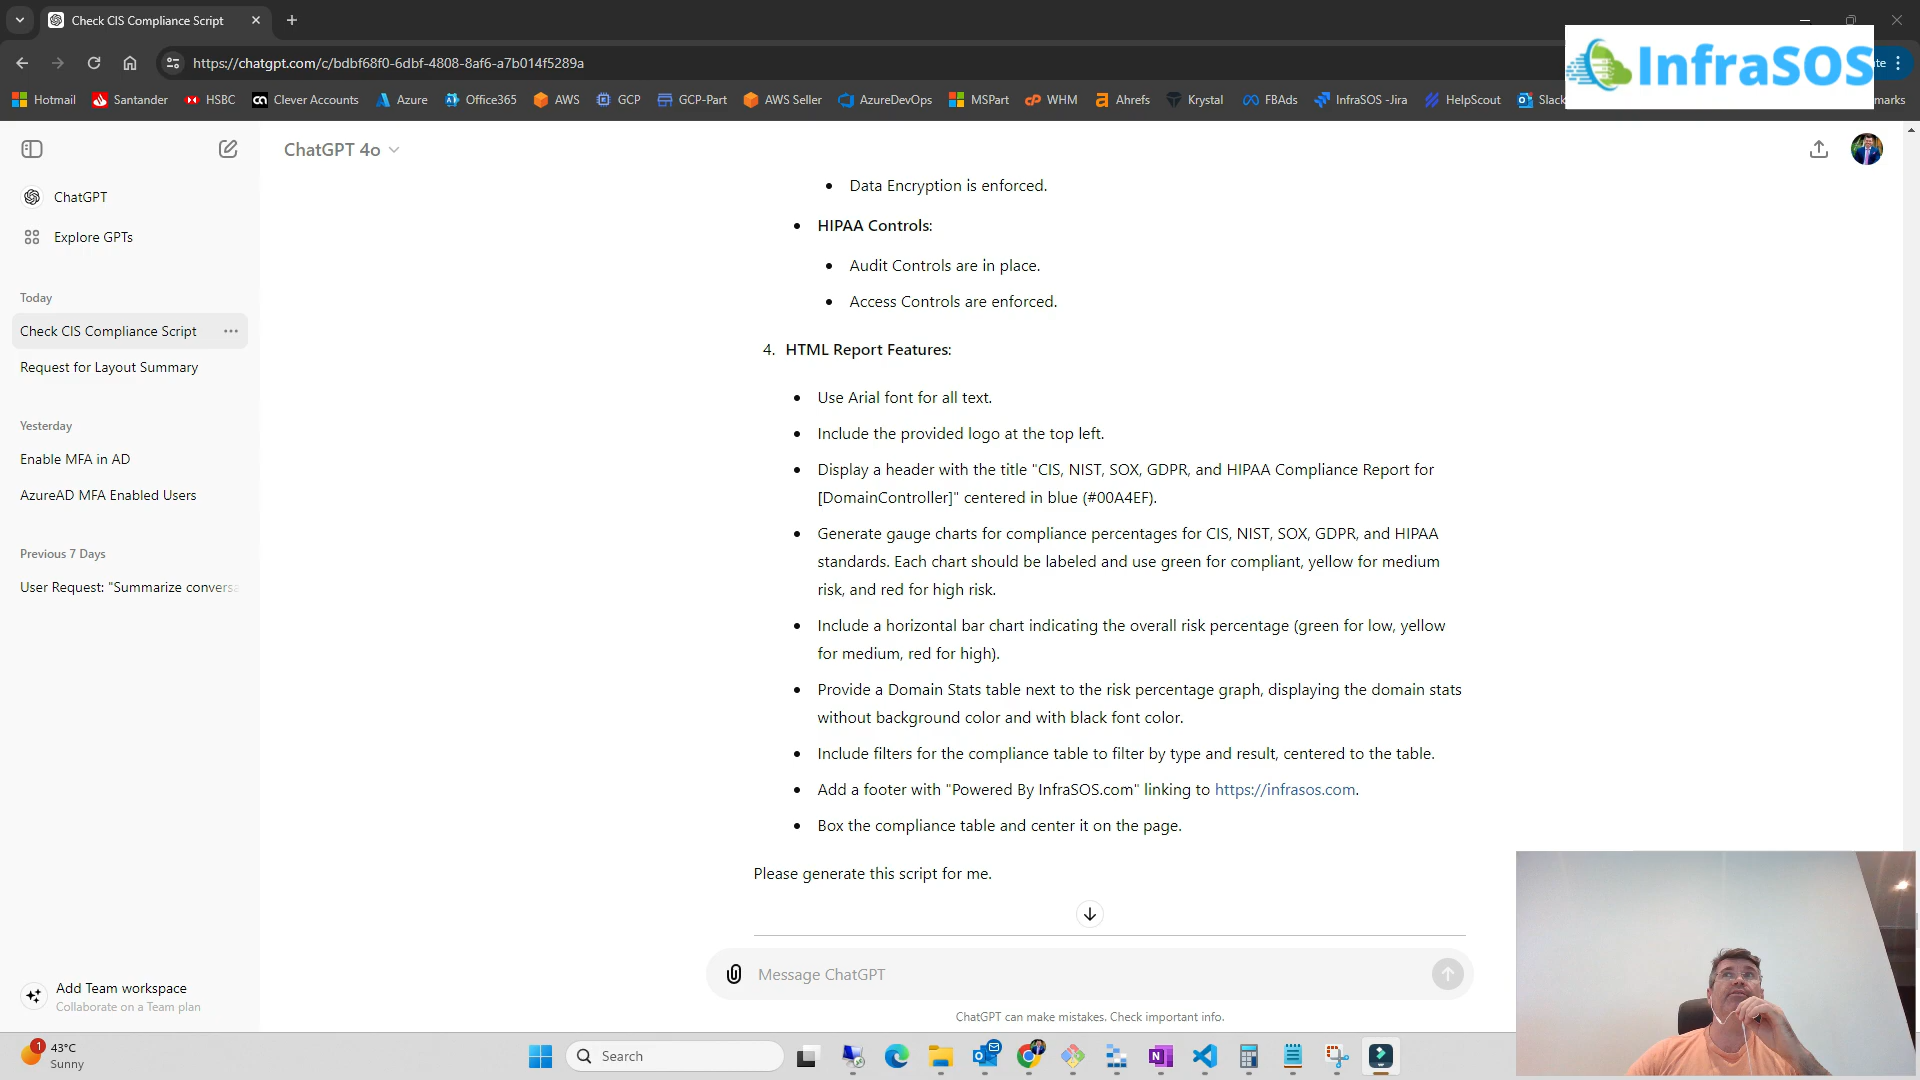 Check CIS Compliance Script
https://chatgpt.com/c/bdbf68f0-6dbf-4808-8af6-a7b014f5289a
InfraSOS
Hotmail
Santander
HSBC
Clever Accounts
Azure
Office365
AWS
GCP
GCP-Part
AWS Seller
AzureDevOps
MSPart
WHM
Ahrefs
Krystal
FBAds
InfraSOS -Jira
HelpScout
Slack
ChatGPT 4o
ChatGPT
Explore GPTs
Today
Check CIS Compliance Script
Request for Layout Summary
Yesterday
Enable MFA in AD
AzureAD MFA Enabled Users
Previous 7 Days
User Request: "Summarize conversa
Add Team workspace
Collaborate on a Team plan
• Data Encryption is enforced.
• HIPAA Controls:
• Audit Controls are in place.
• Access Controls are enforced.
4. HTML Report Features:
• Use Arial font for all text.
• Include the provided logo at the top left.
• Display a header with the title "CIS, NIST, SOX, GDPR, and HIPAA Compliance Report for
[DomainController]" centered in blue (#00A4EF).
• Generate gauge charts for compliance percentages for CIS, NIST, SOX, GDPR, and HIPAA
standards. Each chart should be labeled and use green for compliant, yellow for medium
risk, and red for high risk.
• Include a horizontal bar chart indicating the overall risk percentage (green for low, yellow
for medium, red for high).
• Provide a Domain Stats table next to the risk percentage graph, displaying the domain stats
without background color and with black font color.
• Include filters for the compliance table to filter by type and result, centered to the table.
• Add a footer with "Powered By InfraSOS.com" linking to https://infrasos.com.
• Box the compliance table and center it on the page.
Please generate this script for me.
Message ChatGPT
ChatGPT can make mistakes. Check important info.
1
43°C
Sunny
Search